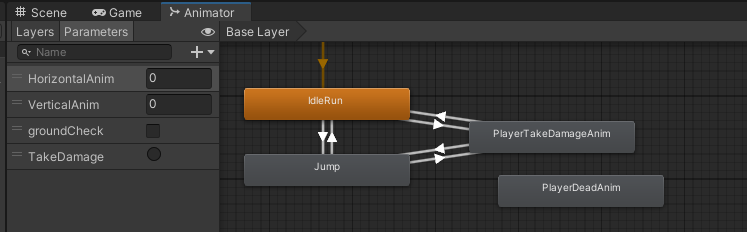 Scene Game Animator
Layers Parameters Base Layer
Name
HorizontalAnim 0
VerticalAnim 0
groundCheck
TakeDamage
IdleRun
PlayerTakeDamageAnim
Jump
PlayerDeadAnim